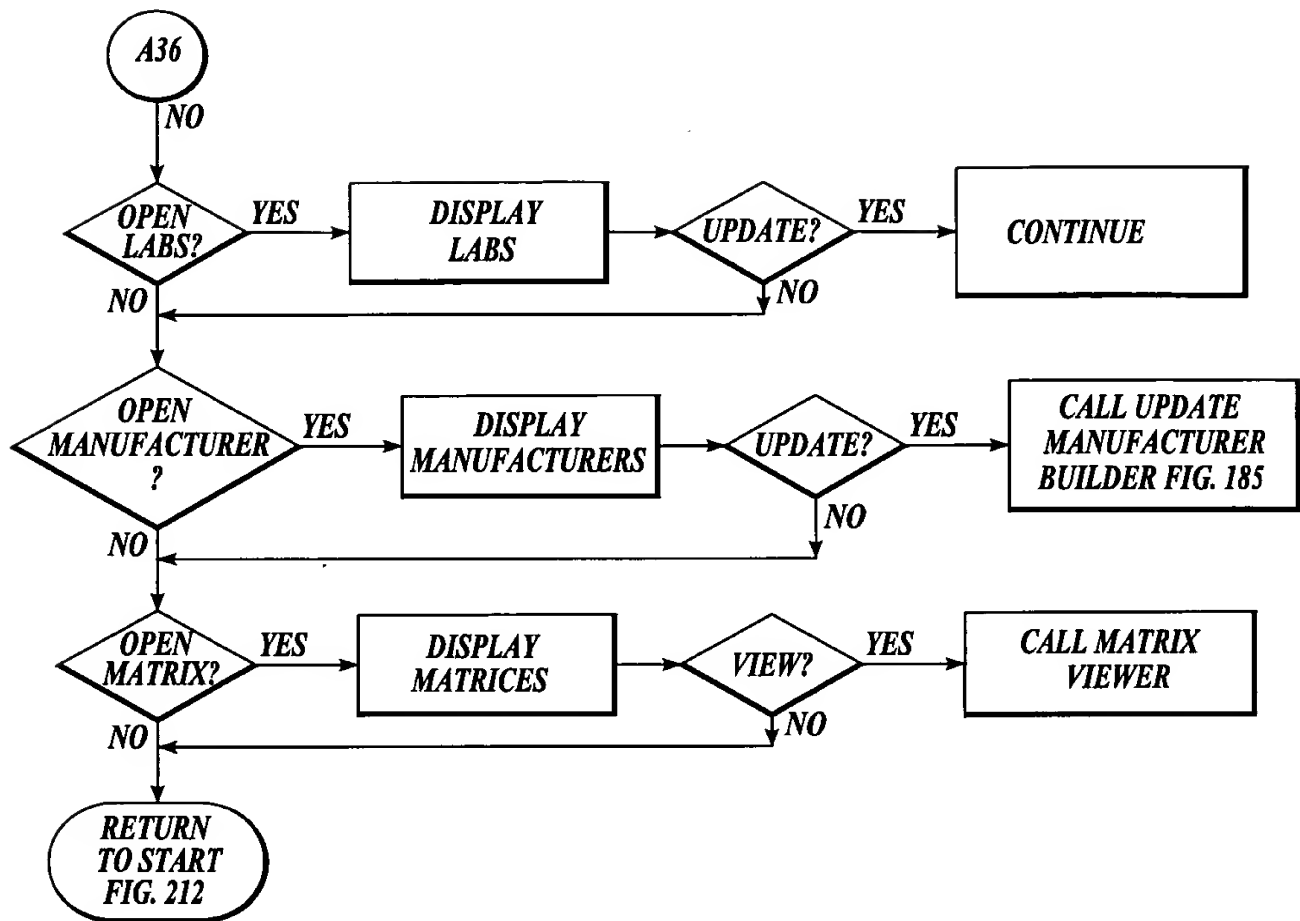 A36
NO
OPEN
LABS?
YES
DISPLAY
LABS
UPDATE?
YES
CONTINUE
NO
NO
OPEN
MANUFACTURER
?
YES
DISPLAY
MANUFACTURERS
UPDATE?
YES
CALL UPDATE
MANUFACTURER
BUILDER FIG. 185
NO
NO
OPEN
MATRIX?
YES
DISPLAY
MATRICES
VIEW?
YES
CALL MATRIX
VIEWER
NO
NO
RETURN
TO START
FIG. 212